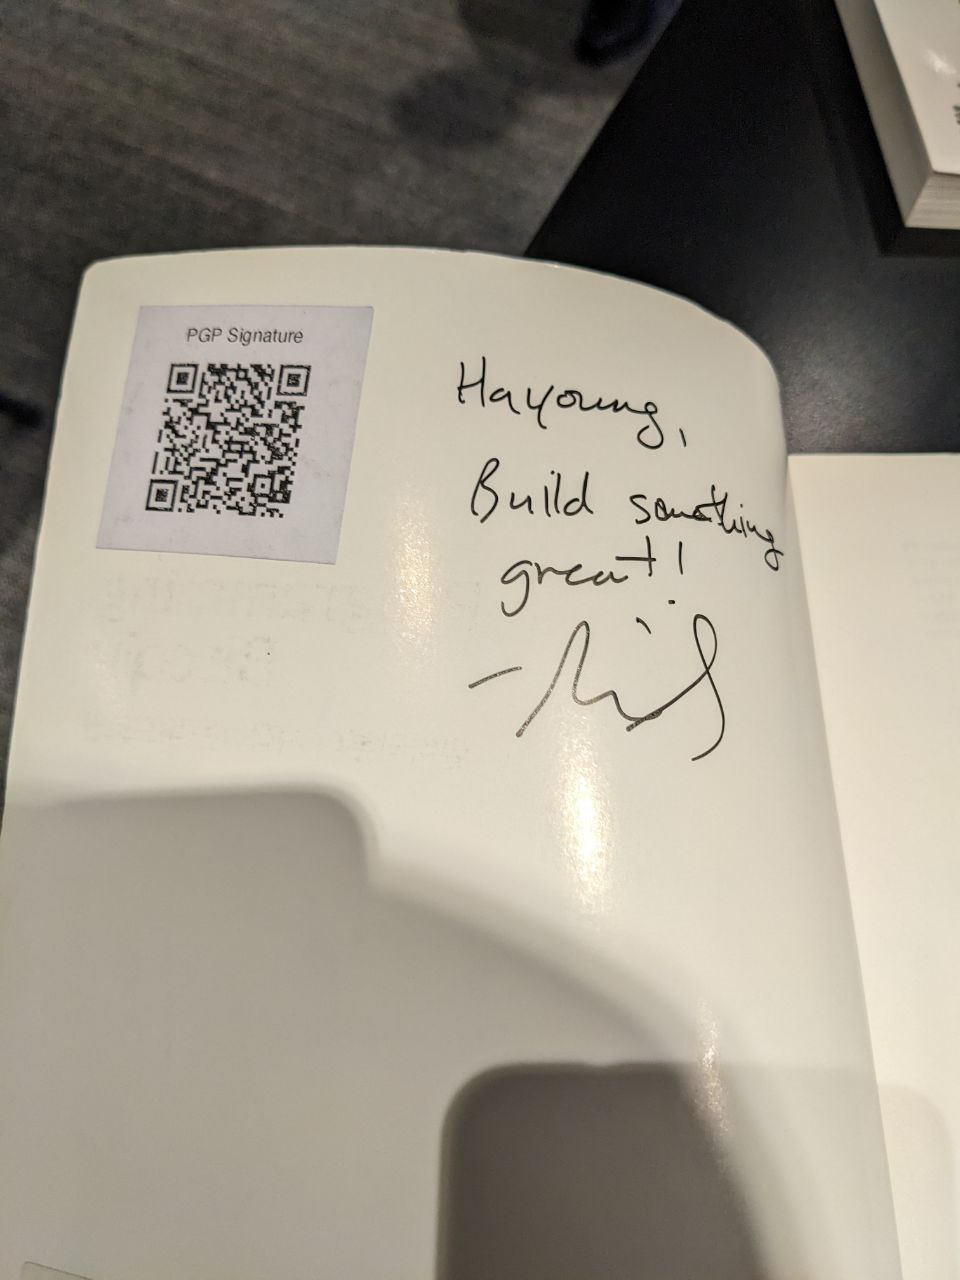 PGP Signature
Hayoung,
Build something
great!